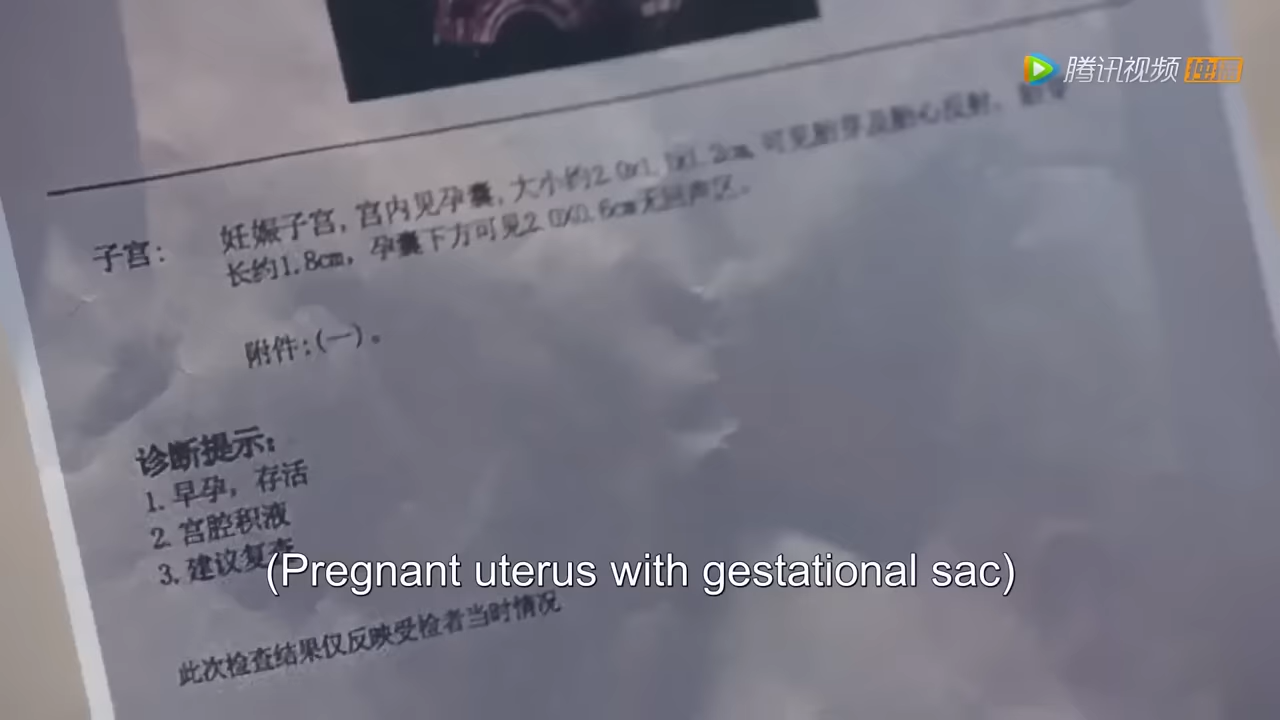 腾讯视频 独播
子宫: 妊娠子宫,宫内见孕囊,大小约2.0x1.1x1.2cm,可见胎芽及胎心反射,胎芽
长约1.8cm,孕囊下方可见2.0X0.6cm无回声区。
附件:(一)。
诊断提示:
1.早孕,存活
2.宫腔积液
3.建议复查
(Pregnant uterus with gestational sac)
此次检查结果仅反映受检者当时情况